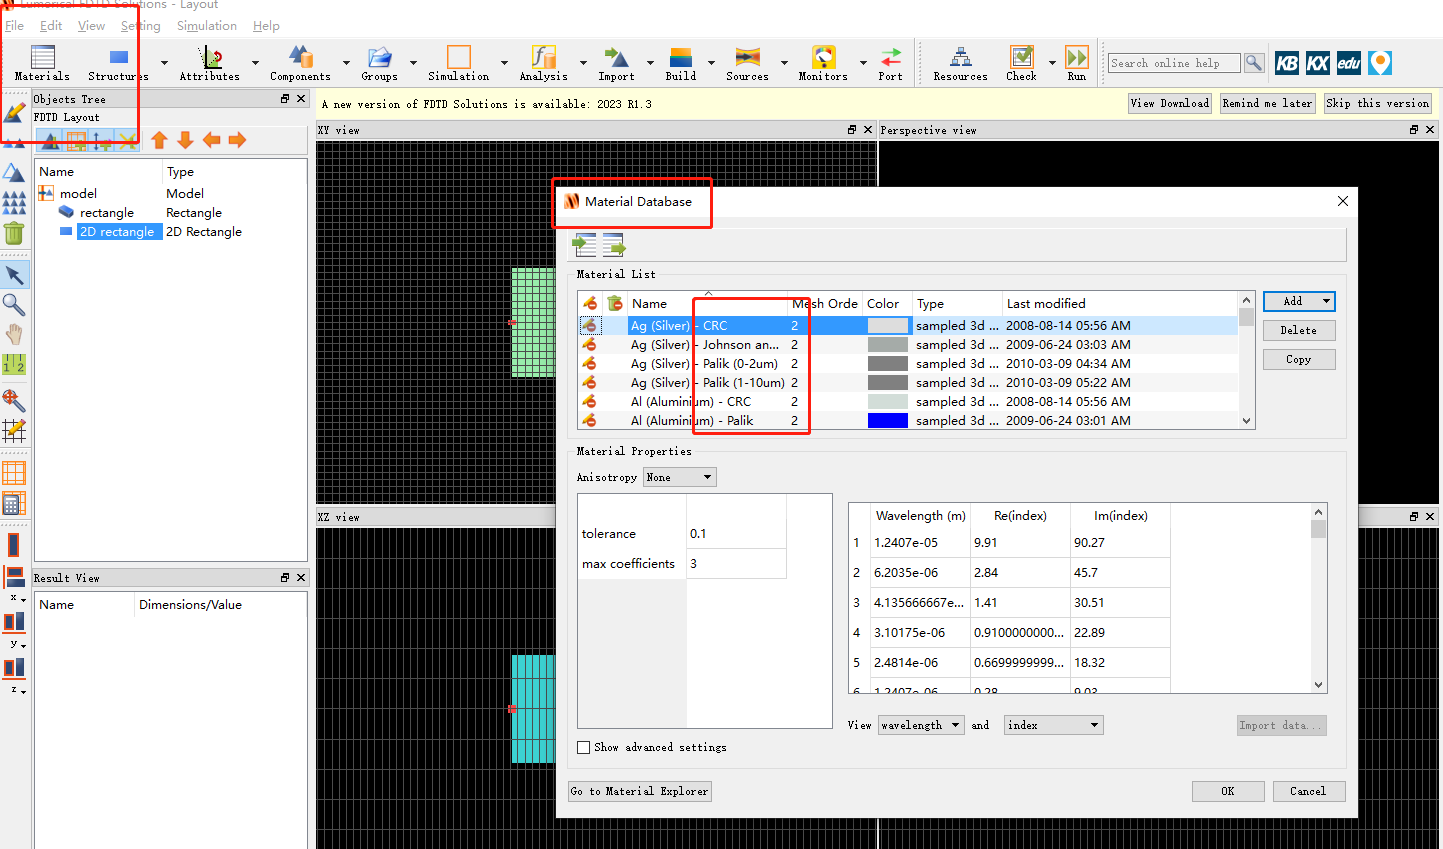 Lumerical FDTD Solutions - Layout
File Edit View Setting Simulation Help
Materials Structures Attributes Components Groups Simulation Analysis Import Build Sources Monitors Port Resources Check Run Search online help KB KX edu
Objects Tree
FDTD Layout
A new version of FDTD Solutions is available: 2023 R1.3 View Download Remind me later Skip this version
XY view Perspective view
Name Type
model Model
rectangle Rectangle
2D rectangle 2D Rectangle
XZ view
Result View
Name Dimensions/Value
1 2
x
y
z
Material Database
Material List
Name Mesh Orde Color Type Last modified
Ag (Silver) - CRC 2 sampled 3d ... 2008-08-14 05:56 AM
Ag (Silver) - Johnson an... 2 sampled 3d ... 2009-06-24 03:03 AM
Ag (Silver) - Palik (0-2um) 2 sampled 3d ... 2010-03-09 04:34 AM
Ag (Silver) - Palik (1-10um) 2 sampled 3d ... 2010-03-09 05:22 AM
Al (Aluminium) - CRC 2 sampled 3d ... 2008-08-14 05:56 AM
Al (Aluminium) - Palik 2 sampled 3d ... 2009-06-24 03:01 AM
Add
Delete
Copy
Material Properties
Anisotropy None
tolerance 0.1
max coefficients 3
Wavelength (m) Re(index) Im(index)
1 1.2407e-05 9.91 90.27
2 6.2035e-06 2.84 45.7
3 4.135666667e... 1.41 30.51
4 3.10175e-06 0.9100000000... 22.89
5 2.4814e-06 0.6699999999... 18.32
6 1.2407e-06 0.28 9.03
View wavelength and index Import data...
Show advanced settings
Go to Material Explorer OK Cancel